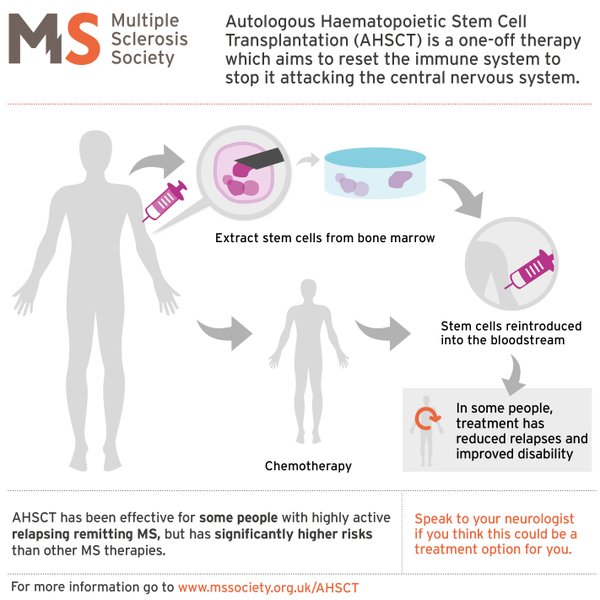 MS Multiple
Sclerosis
Society
Autologous Haematopoietic Stem Cell
Transplantation (AHSCT) is a one-off therapy
which aims to reset the immune system to
stop it attacking the central nervous system.
Extract stem cells from bone marrow
Stem cells reintroduced
into the bloodstream
Chemotherapy
In some people,
treatment has
reduced relapses and
improved disability
AHSCT has been effective for some people with highly active
relapsing remitting MS, but has significantly higher risks
than other MS therapies.
Speak to your neurologist
if you think this could be a
treatment option for you.
For more information go to www.mssociety.org.uk/AHSCT